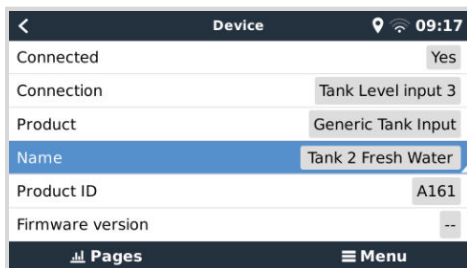 Device 09:17
Connected Yes
Connection Tank Level input 3
Product Generic Tank Input
Name Tank 2 Fresh Water
Product ID A161
Firmware version --
Pages Menu